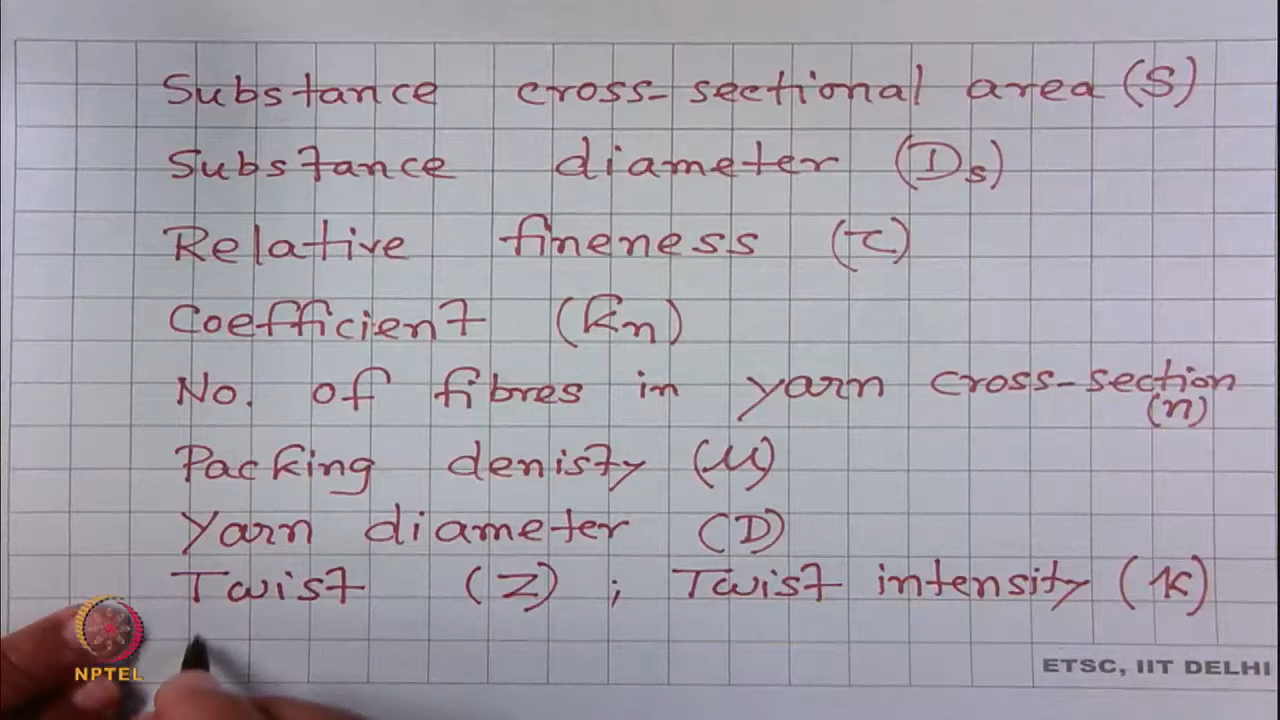 Substance cross-sectional area (S)
Substance diameter (Ds)
Relative fineness (τ)
Coefficient (kn)
No. of fibres in yarn cross-section
(n)
Packing denisty (μ)
Yarn diameter (D)
Twist (Z) ; Twist intensity (κ)
NPTEL
ETSC, IIT DELHI